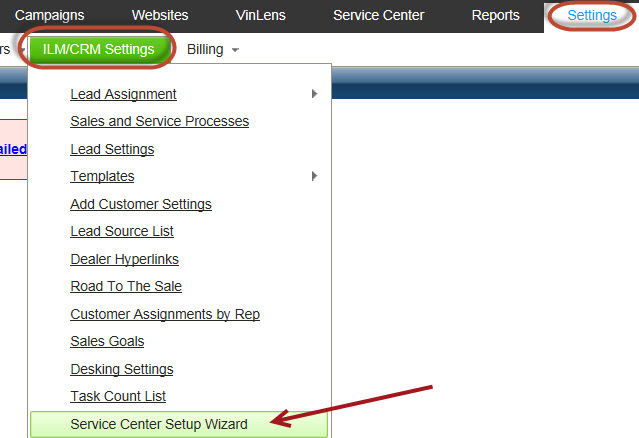 Campaigns Websites VinLens Service Center Reports Settings
rs ILM/CRM Settings Billing
Lead Assignment
Sales and Service Processes
ailed
Lead Settings
Templates
Add Customer Settings
Lead Source List
Dealer Hyperlinks
Road To The Sale
Customer Assignments by Rep
Sales Goals
Desking Settings
Task Count List
Service Center Setup Wizard